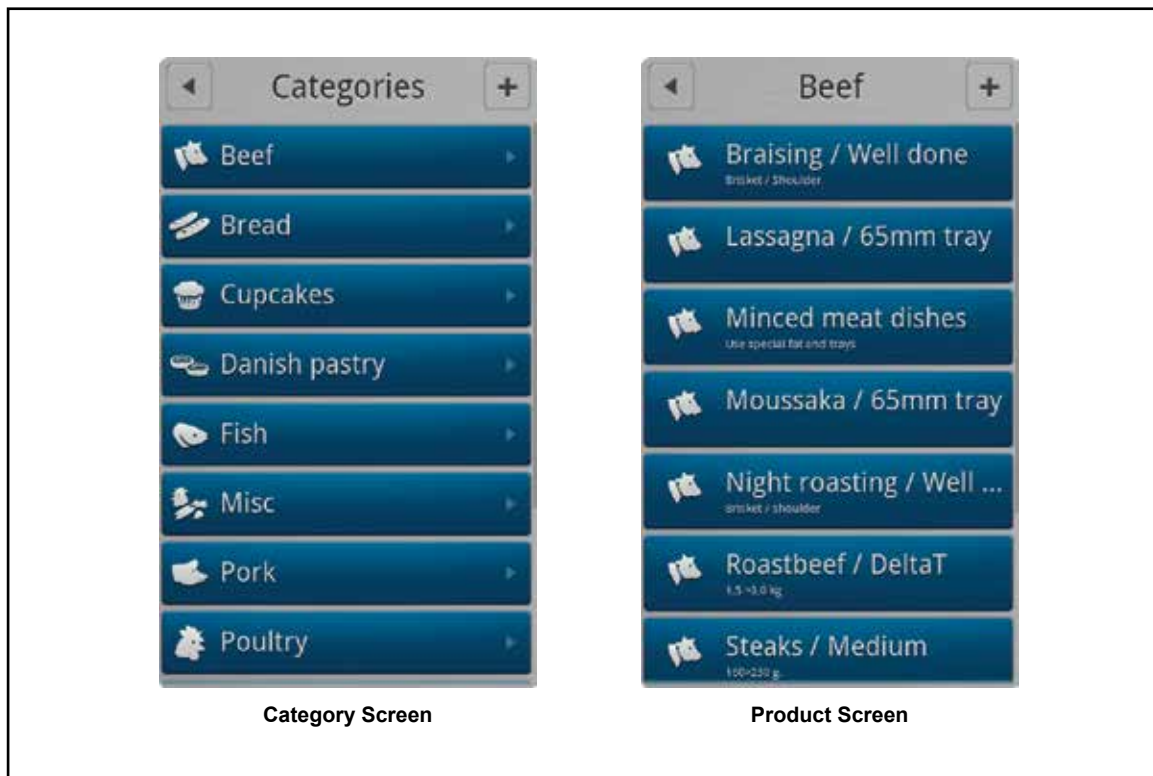 Categories
+
Beef
Bread
Cupcakes
Danish pastry
Fish
Misc
Pork
Poultry
Category Screen
Beef
+
Braising / Well done
Brisket / Shoulder
Lassagna / 65mm tray
Minced meat dishes
Use special fat and trays
Moussaka / 65mm tray
Night roasting / Well ...
Brisket / shoulder
Roastbeef / DeltaT
kg
Steaks / Medium
g.
Product Screen